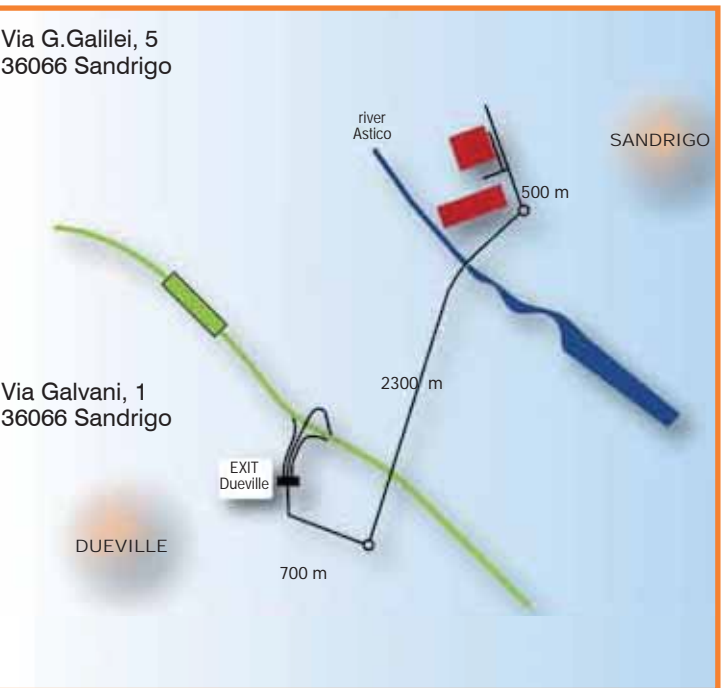 Via G.Galilei, 5
36066 Sandrigo
river
Astico
SANDRIGO
500 m
2300 m
Via Galvani, 1
36066 Sandrigo
EXIT
Dueville
DUEVILLE
700 m